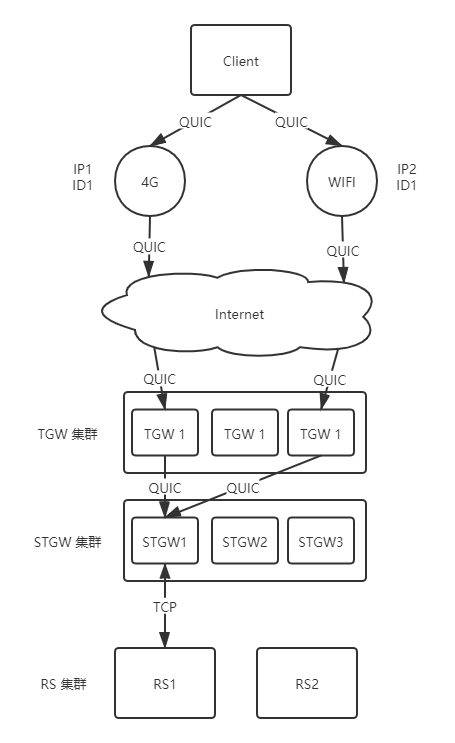 Client
QUIC
QUIC
IP1
ID1
4G
WIFI
IP2
ID1
QUIC
QUIC
Internet
QUIC
QUIC
TGW 集群
TGW 1
TGW 1
TGW 1
QUIC
QUIC
STGW 集群
STGW1
STGW2
STGW3
TCP
RS 集群
RS1
RS2